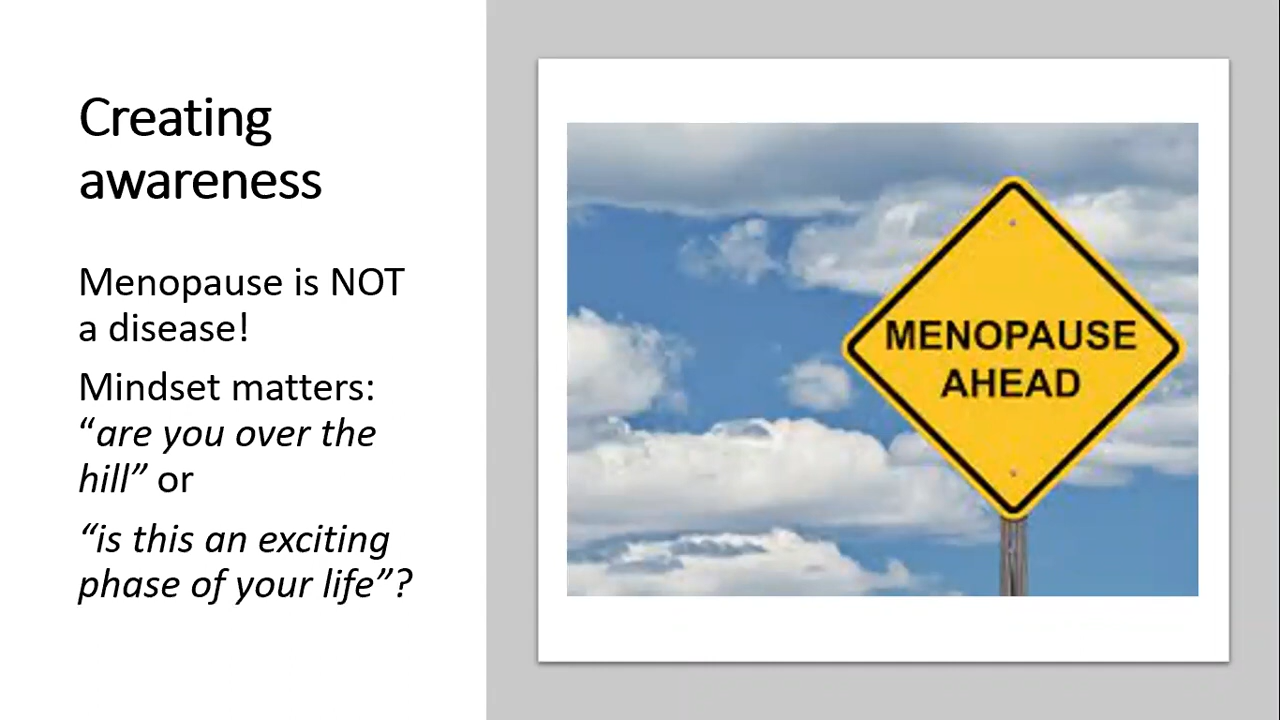 Creating
awareness
Menopause is NOT
a disease!
Mindset matters:
“are you over the
hill” or
“is this an exciting
phase of your life”?
MENOPAUSE
AHEAD